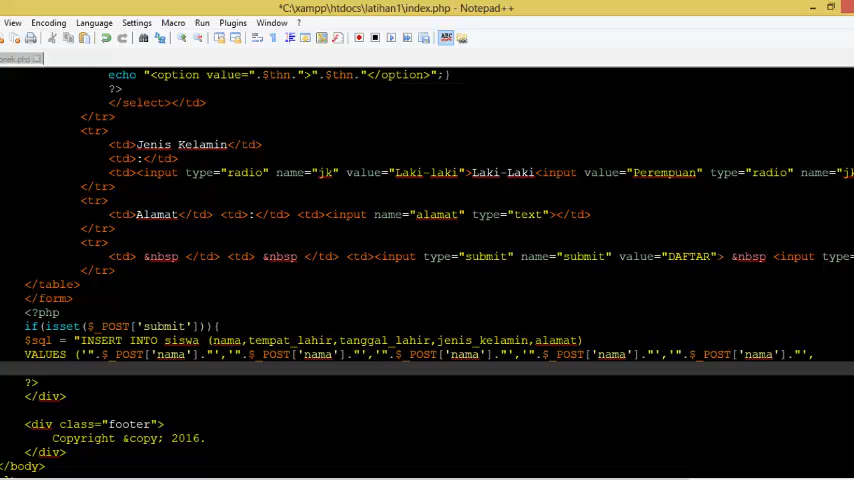 *C:\xampp\htdocs\latihan1\index.php - Notepad++
View Encoding Language Settings Macro Run Plugins Window ?
nek.php
echo "<option value=".$thn.">".$thn."</option>";}
?>
</select></td>
</tr>
<tr>
<td>Jenis Kelamin</td>
<td>:</td>
<td><input type="radio" name="jk" value="Laki-laki">Laki-Laki<input value="Perempuan" type="radio" name="jk
</tr>
<tr>
<td>Alamat</td> <td>:</td> <td><input name="alamat" type="text"></td>
</tr>
<tr>
<td> &nbsp </td> <td> &nbsp </td> <td><input type="submit" name="submit" value="DAFTAR"> &nbsp <input type=
</tr>
</table>
</form>
<?php
if(isset($_POST['submit'])){
$sql = "INSERT INTO siswa (nama,tempat_lahir,tanggal_lahir,jenis_kelamin,alamat)
VALUES ('".$_POST['nama']."','".$_POST['nama']."','".$_POST['nama']."','".$_POST['nama']."','".$_POST['nama']."',
?>
</div>
<div class="footer">
Copyright &copy; 2016.
</div>
</body>